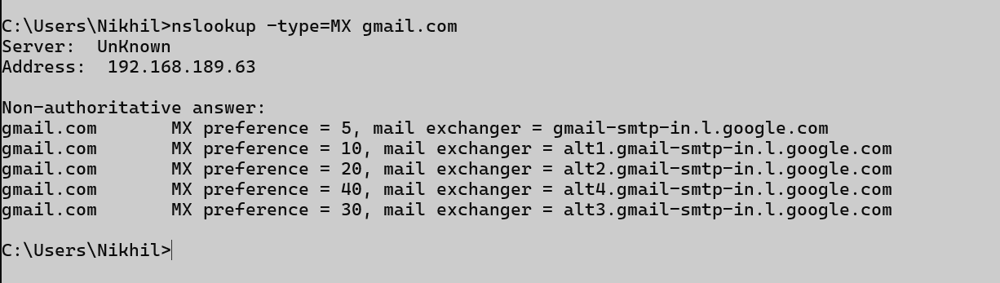 C:\Users\Nikhil>nslookup -type=MX gmail.com
Server:  UnKnown
Address:  192.168.189.63

Non-authoritative answer:
gmail.com       MX preference = 5, mail exchanger = gmail-smtp-in.l.google.com
gmail.com       MX preference = 10, mail exchanger = alt1.gmail-smtp-in.l.google.com
gmail.com       MX preference = 20, mail exchanger = alt2.gmail-smtp-in.l.google.com
gmail.com       MX preference = 40, mail exchanger = alt4.gmail-smtp-in.l.google.com
gmail.com       MX preference = 30, mail exchanger = alt3.gmail-smtp-in.l.google.com

C:\Users\Nikhil>